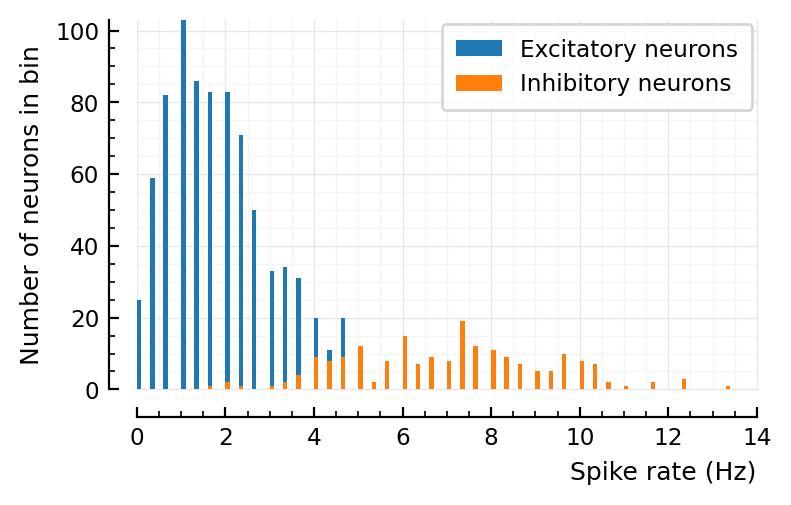 100
80
60
40
20
0
Number of neurons in bin
Excitatory neurons
Inhibitory neurons
0 2 4 6 8 10 12 14
Spike rate (Hz)